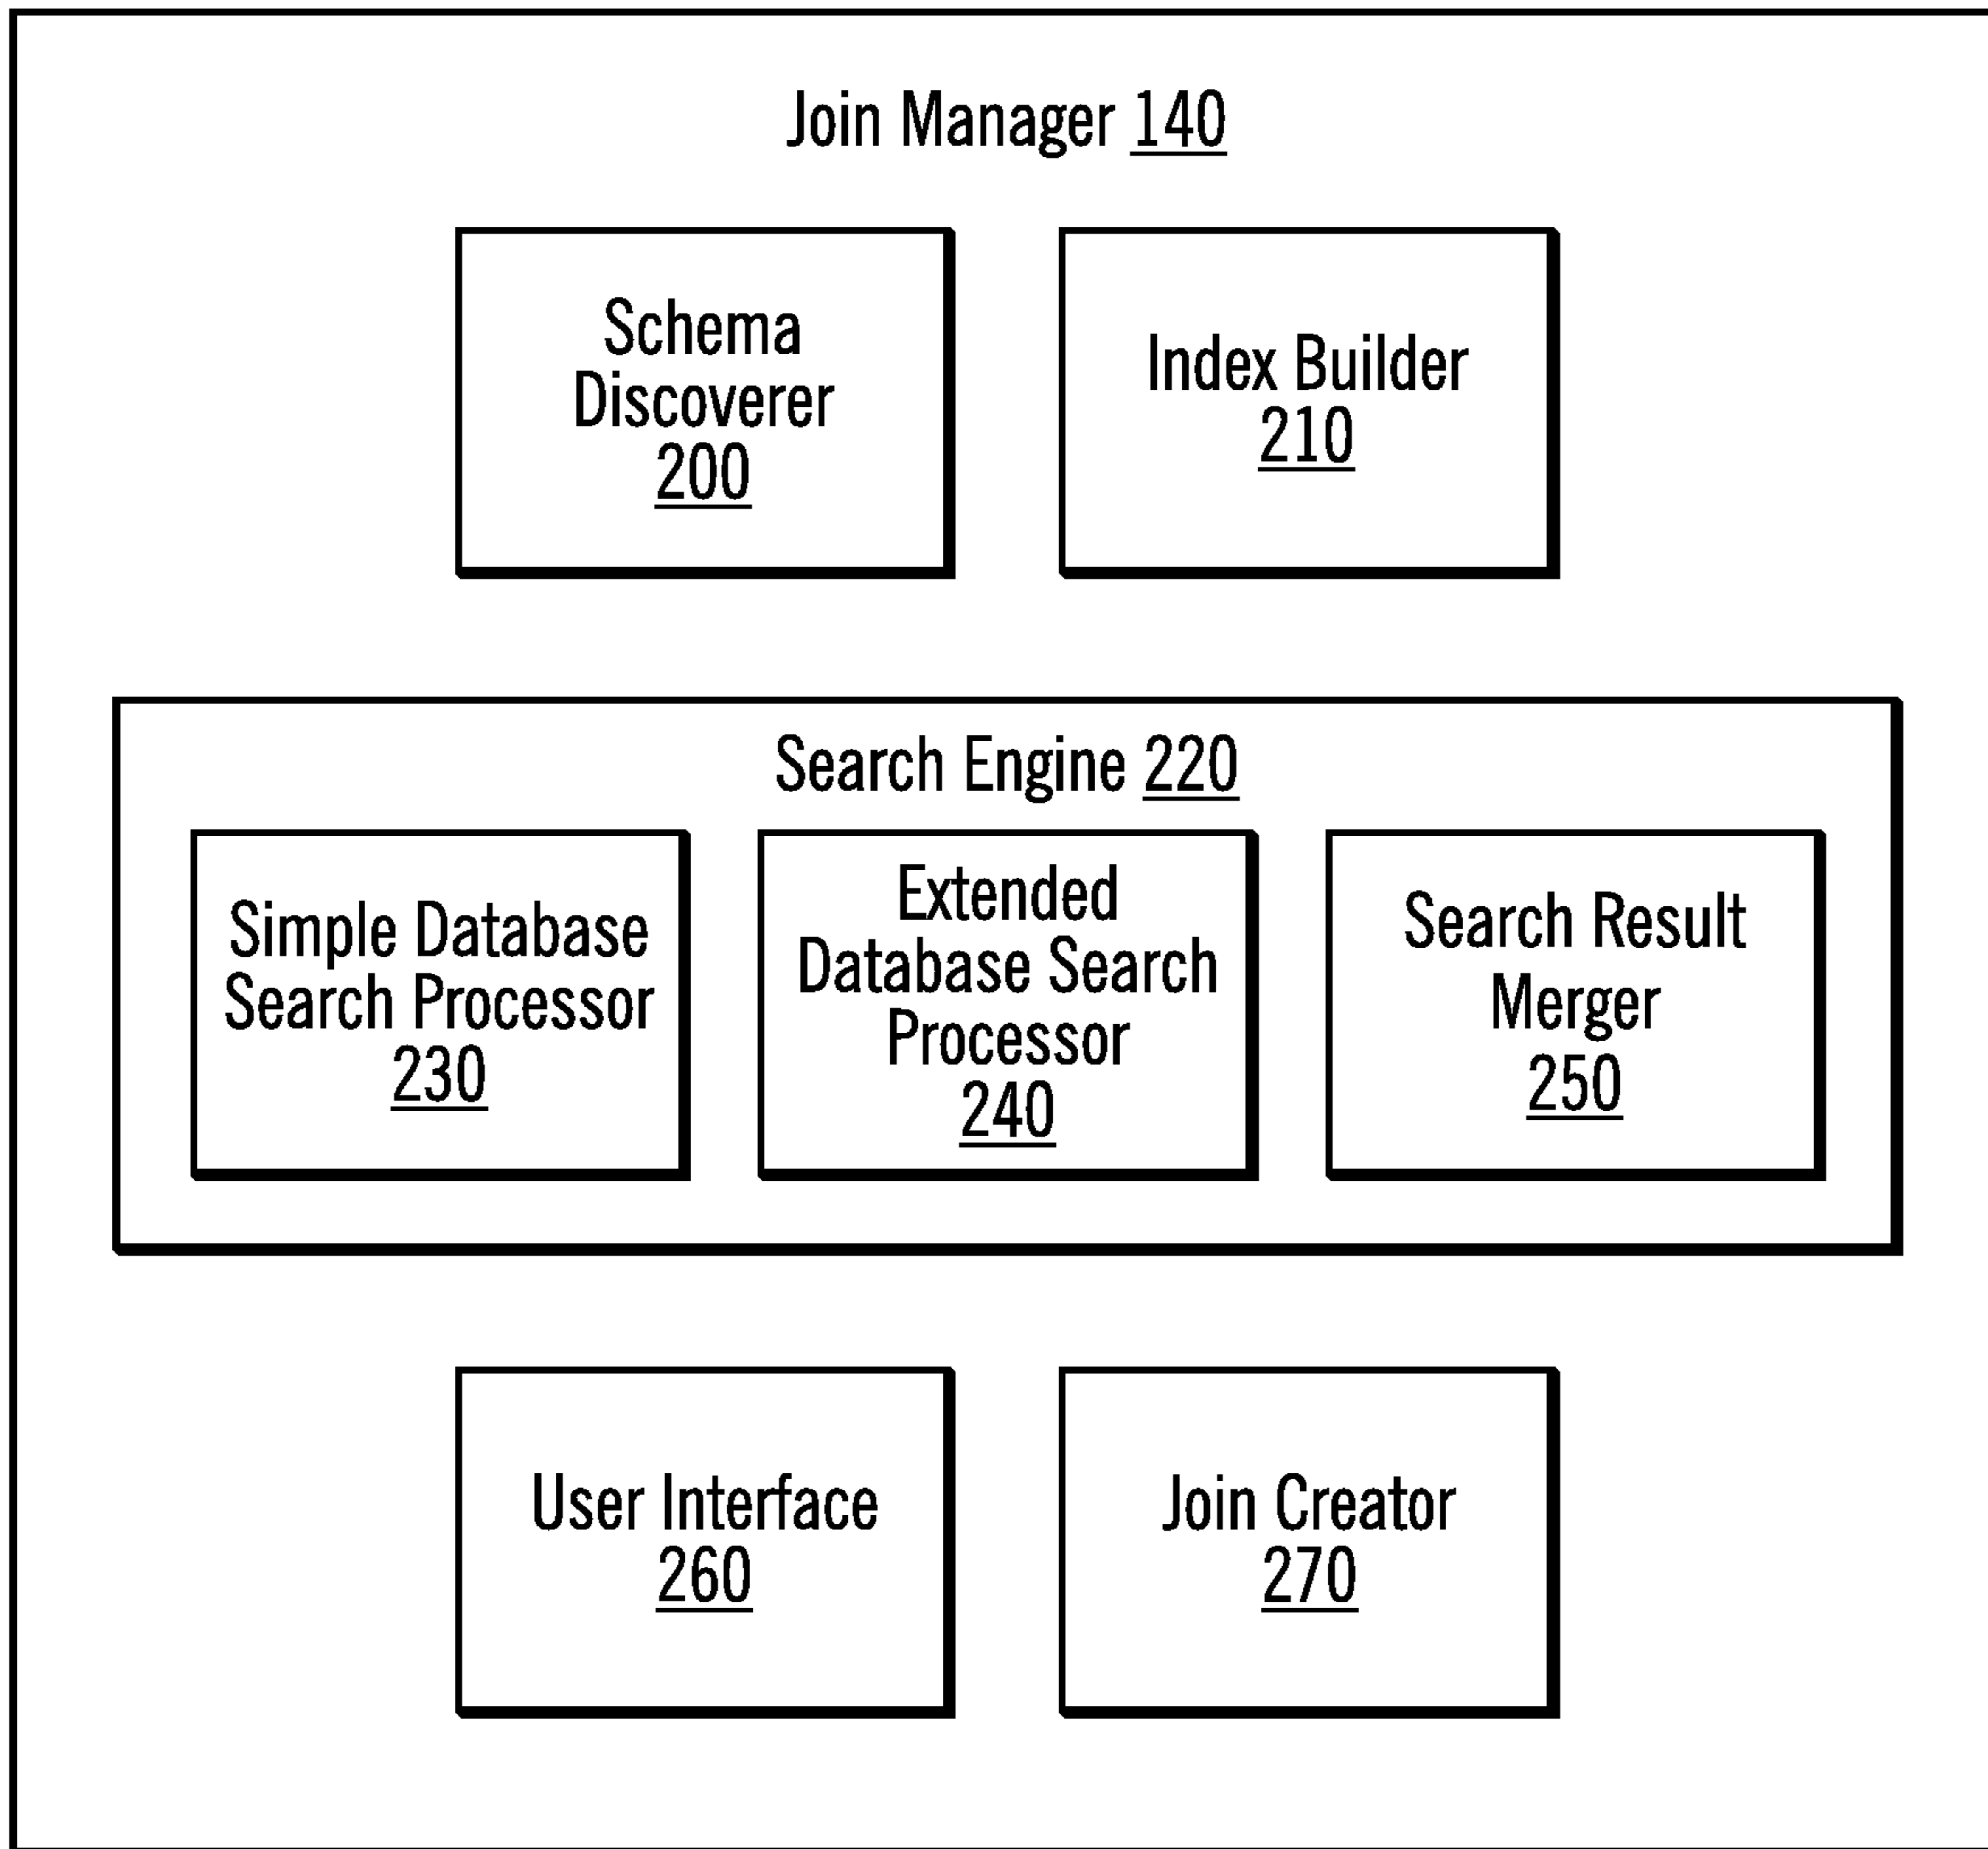 Join Manager 140
Schema
Discoverer
200
Index Builder
210
Search Engine 220
Simple Database
Search Processor
230
Extended
Database Search
Processor
240
Search Result
Merger
250
User Interface
260
Join Creator
270